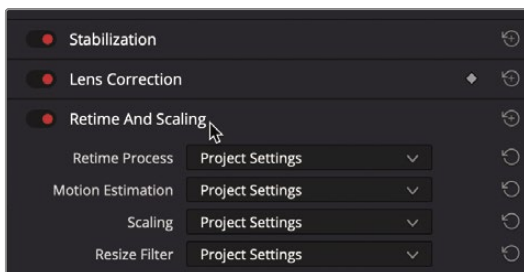 Stabilization
Lens Correction
Retime And Scaling
Retime Process Project Settings
Motion Estimation Project Settings
Scaling Project Settings
Resize Filter Project Settings